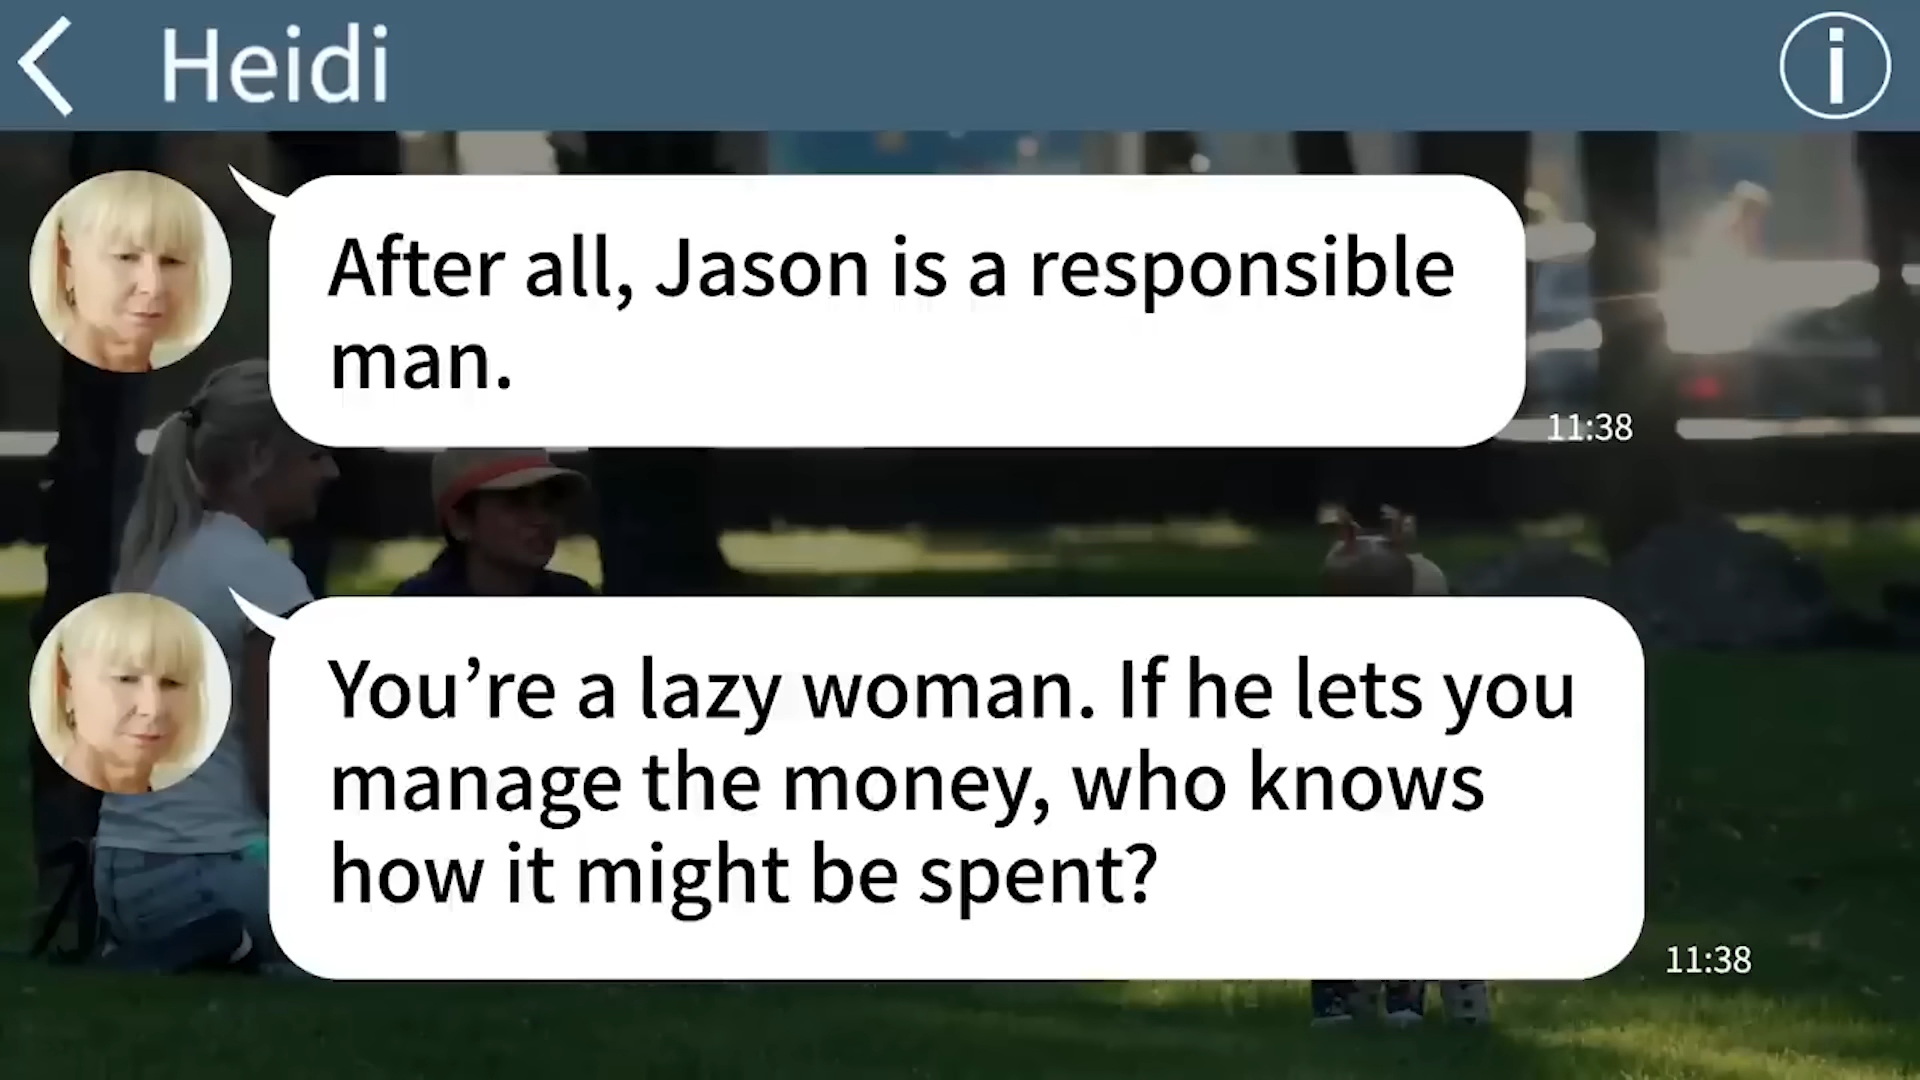 Heidi
After all, Jason is a responsible
man.
11:38
You’re a lazy woman. If he lets you
manage the money, who knows
how it might be spent?
11:38